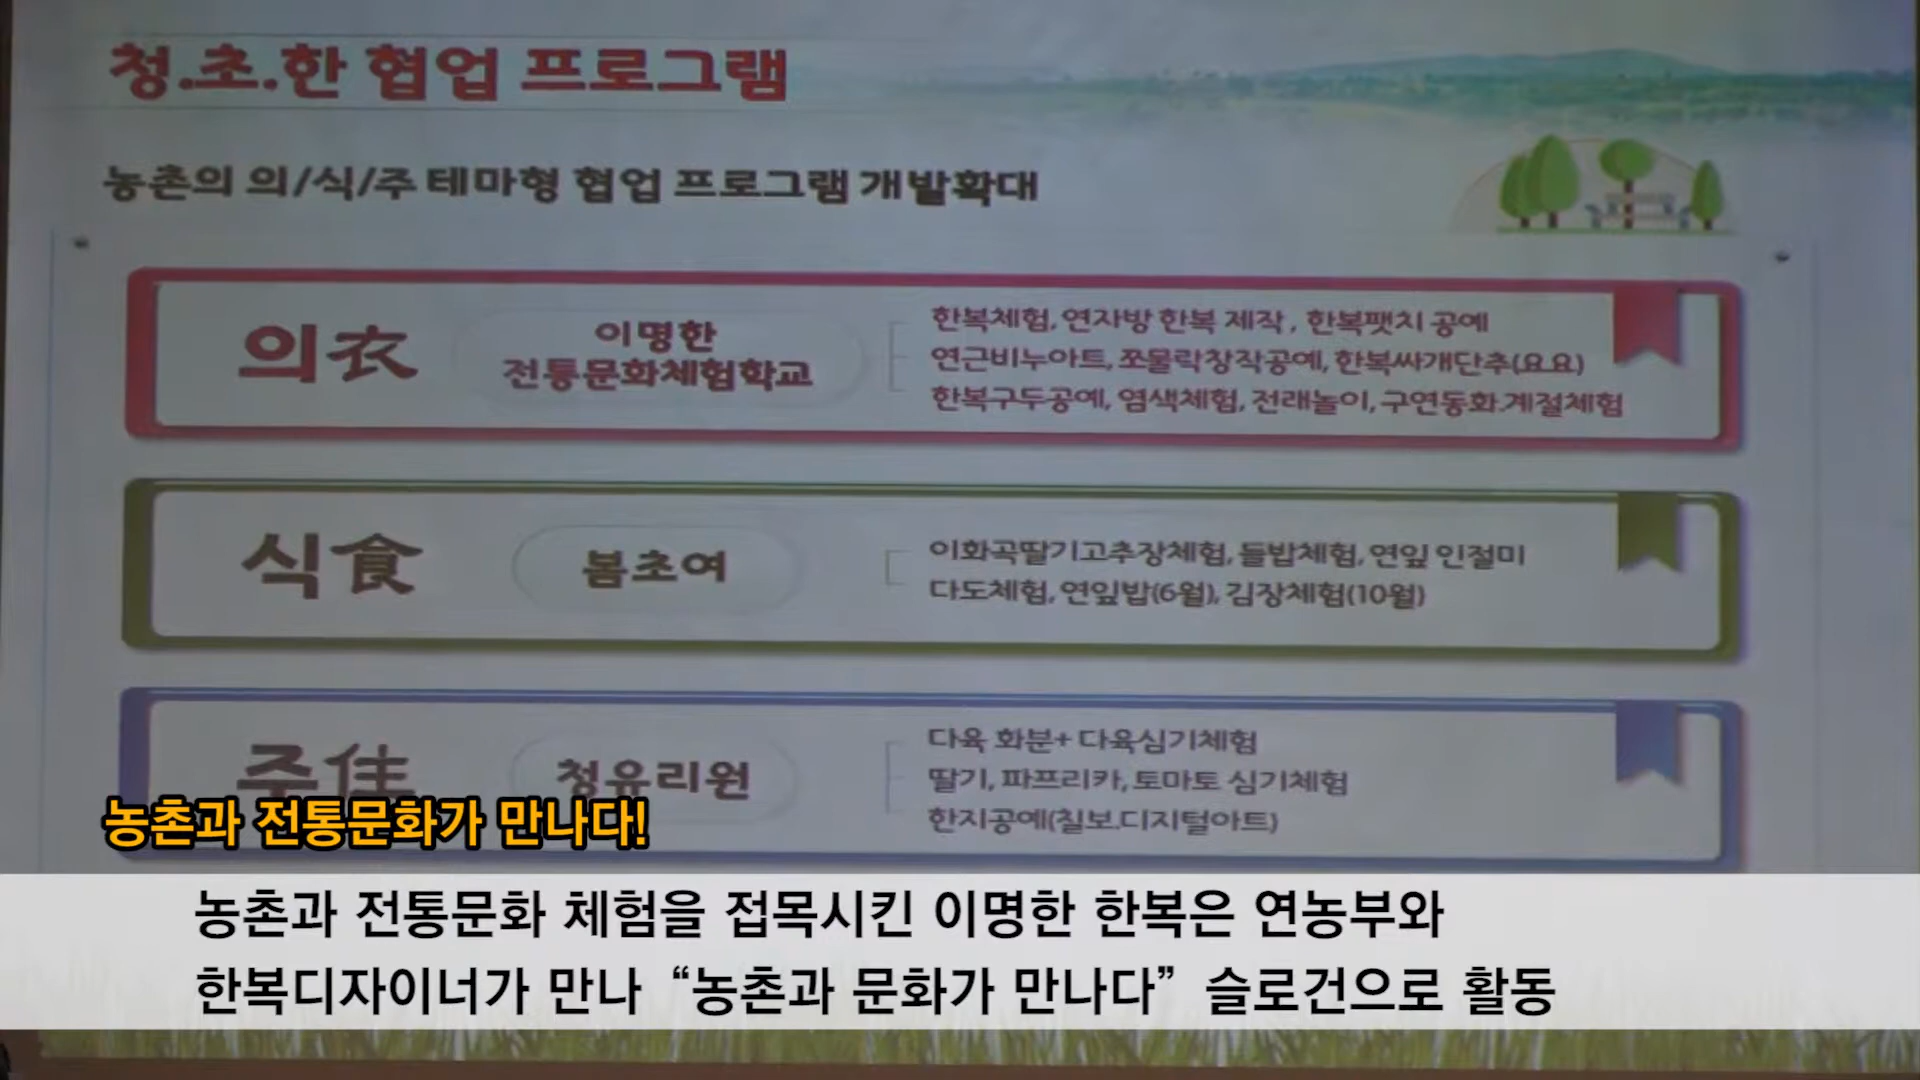 청.초.한 협업 프로그램
농촌의 의/식/주 테마형 협업 프로그램 개발확대
의衣
이명한
전통문화체험학교
한복체험, 연자방 한복 제작, 한복팻치 공예
연근비누아트, 쪼물락창작공예, 한복싸개단추(요요)
한복구두공예, 염색체험, 전래놀이, 구연동화.계절체험
식食
봄초여
이화곡딸기고추장체험, 들밥체험, 연잎 인절미
다도체험, 연잎밥(6월), 김장체험(10월)
주住
청유리원
다육 화분+ 다육심기체험
딸기, 파프리카, 토마토 심기체험
한지공예(칠보.디지털아트)
농촌과 전통문화가 만나다!
농촌과 전통문화 체험을 접목시킨 이명한 한복은 연농부와
한복디자이너가 만나 “농촌과 문화가 만나다” 슬로건으로 활동